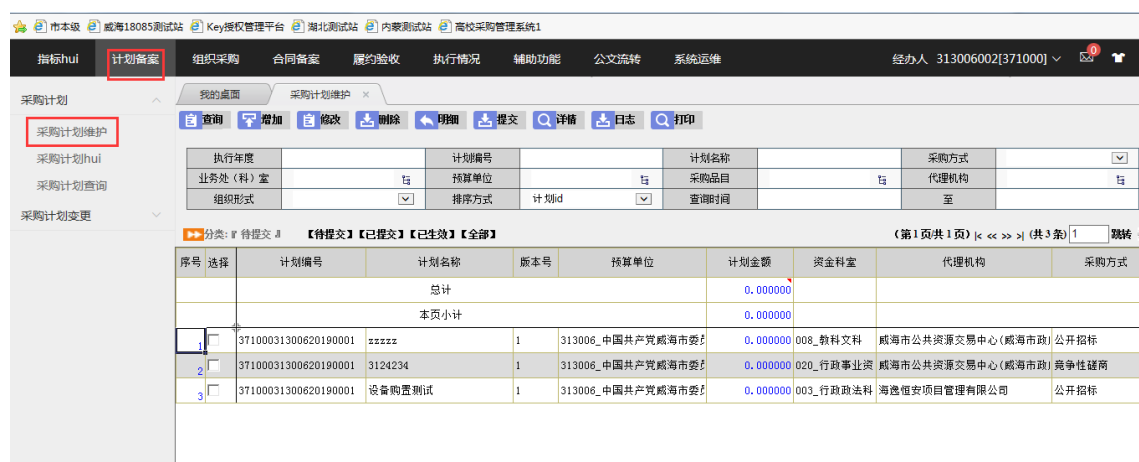 市本级 威海18085测试站 Key授权管理平台 湖北测试站 内蒙测试站 高校采购管理系统1
指标hui 计划备案 组织采购 合同备案 履约验收 执行情况 辅助功能 公文流转 系统运维 经办人 313006002[371000] 0
采购计划
采购计划维护
采购计划hui
采购计划查询
采购计划变更
我的桌面 采购计划维护 ×
查询 增加 修改 删除 明细 提交 详情 日志 打印
执行年度 计划编号 计划名称 采购方式
业务处（科）室 预算单位 采购品目 代理机构
组织形式 排序方式 计划id 查询时间 至
分类:『 待提交 』 【待提交】【已提交】【已生效】【全部】 (第1页/共1页) |< << >> >| (共3条) 1 跳转
序号 选择 计划编号 计划名称 版本号 预算单位 计划金额 资金科室 代理机构 采购方式
总计 0.000000
本页小计 0.000000
1 37100031300620190001 zzzzz 1 313006_中国共产党威海市委 0.000000 008_教科文科 威海市公共资源交易中心(威海市政 公开招标
2 37100031300620190001 3124234 1 313006_中国共产党威海市委 0.000000 020_行政事业资 威海市公共资源交易中心(威海市政 竞争性磋商
3 37100031300620190001 设备购置测试 1 313006_中国共产党威海市委 0.000000 003_行政政法科 海逸恒安项目管理有限公司 公开招标